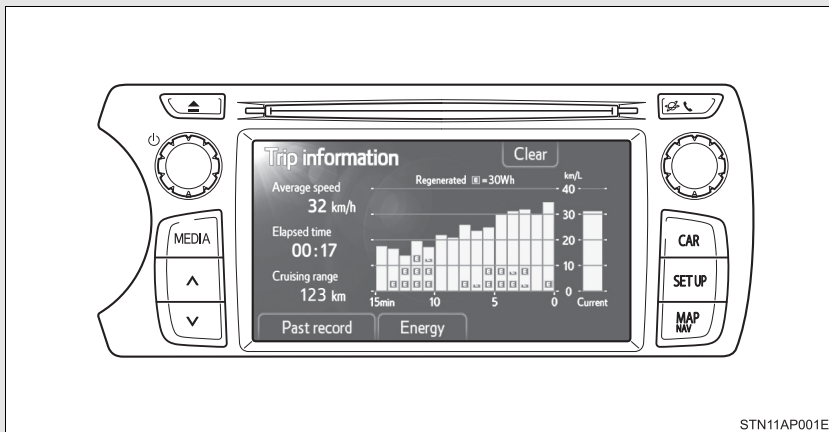 Trip information
Clear
Average speed
32 km/h
Elapsed time
00:17
Cruising range
123 km
Regenerated E =30Wh
km/L
40
30
20
10
0
15min 10 5 0 Current
Past record
Energy
MEDIA
CAR
SET UP
MAP
NAV
STN11AP001E